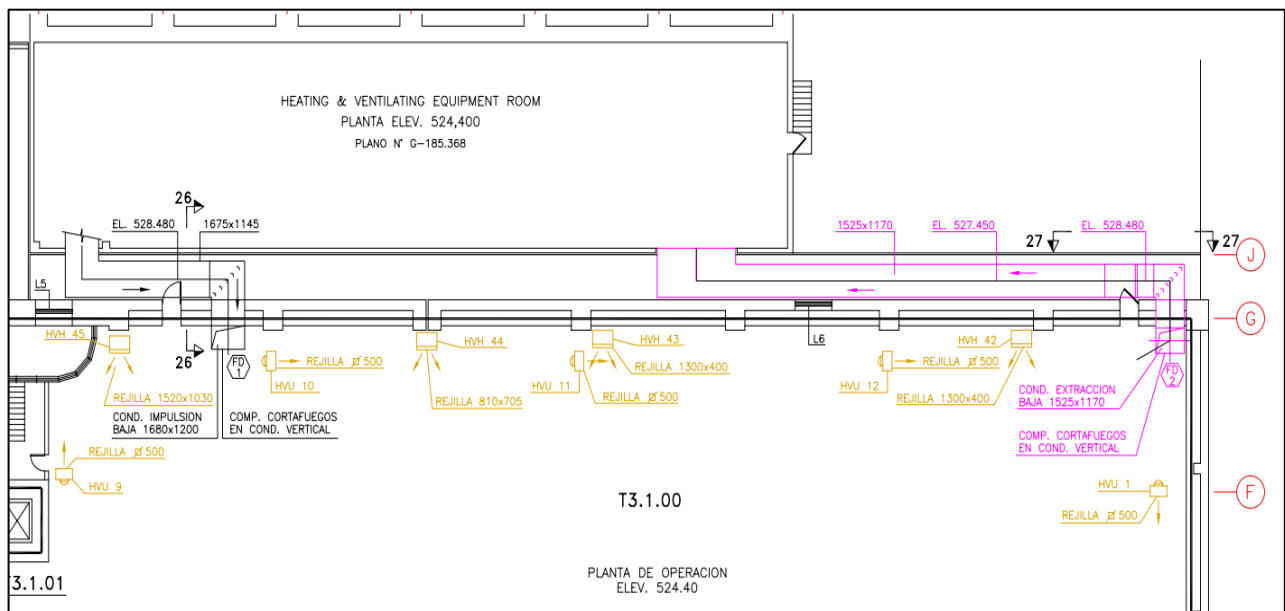 HEATING & VENTILATING EQUIPMENT ROOM
PLANTA ELEV. 524,400
PLANO N° G-185.368
26
EL. 528.480
1675x1145
1525x1170
EL. 527.450
EL. 528.480
27
27
J
L5
G
HVH 45
26
FD
1
REJILLA ⌀ 500
HVU 10
HVH 44
HVU 11
HVH 43
REJILLA 1300x400
L6
HVU 12
HVH 42
REJILLA ⌀ 500
FD
2
REJILLA 1520x1030
REJILLA 810x705
REJILLA ⌀ 500
REJILLA 1300x400
COND. EXTRACCION
BAJA 1525x1170
COND. IMPULSION
BAJA 1680x1200
COMP. CORTAFUEGOS
EN COND. VERTICAL
COMP. CORTAFUEGOS
EN COND. VERTICAL
REJILLA ⌀ 500
HVU 9
T3.1.00
HVU 1
F
REJILLA ⌀ 500
PLANTA DE OPERACION
ELEV. 524.40
3.1.01